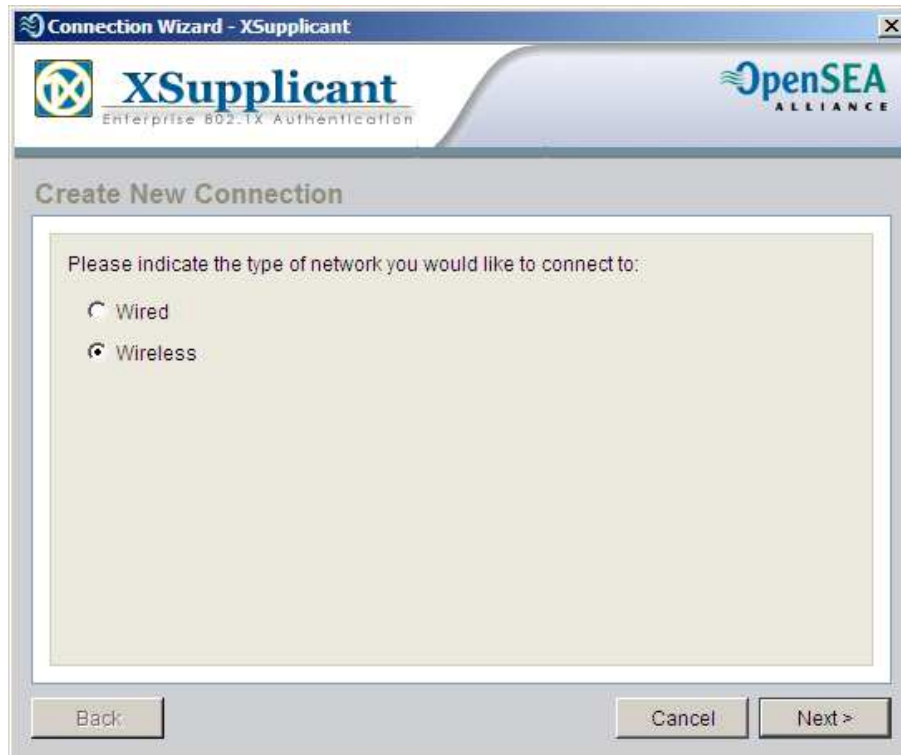 Connection Wizard - XSupplicant
1X XSupplicant
Enterprise 802.1X Authentication
OpenSEA
ALLIANCE
Create New Connection
Please indicate the type of network you would like to connect to:
Wired
Wireless
Back
Cancel
Next >